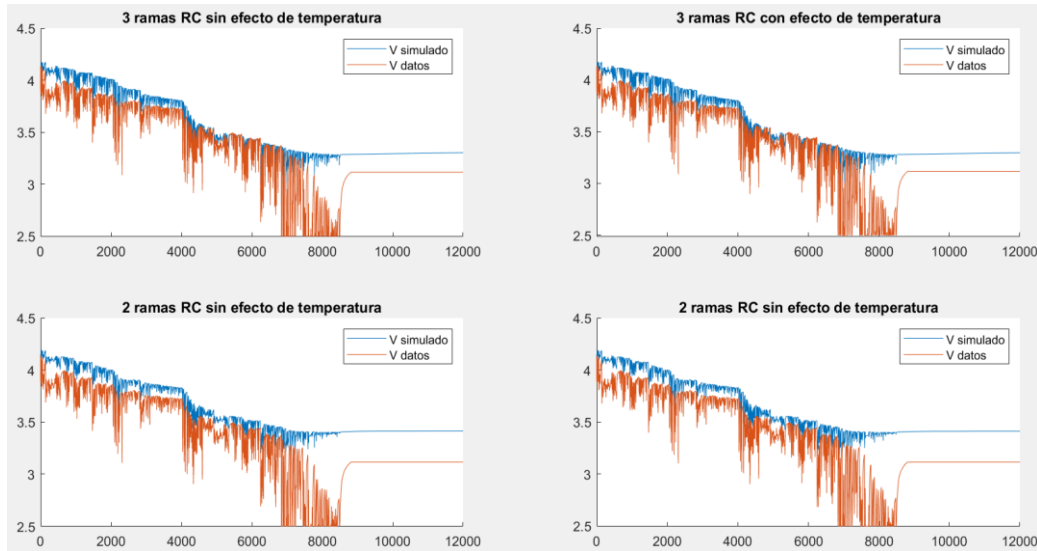 3 ramas RC sin efecto de temperatura
4.5
4
3.5
3
2.5
0 2000 4000 6000 8000 10000 12000
V simulado
V datos
3 ramas RC con efecto de temperatura
4.5
4
3.5
3
2.5
0 2000 4000 6000 8000 10000 12000
V simulado
V datos
2 ramas RC sin efecto de temperatura
4.5
4
3.5
3
2.5
0 2000 4000 6000 8000 10000 12000
V simulado
V datos
2 ramas RC sin efecto de temperatura
4.5
4
3.5
3
2.5
0 2000 4000 6000 8000 10000 12000
V simulado
V datos